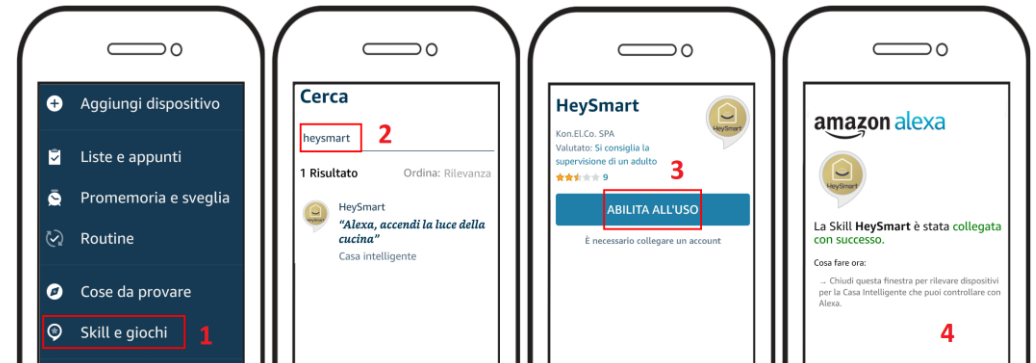 Aggiungi dispositivo
Liste e appunti
Promemoria e sveglia
Routine
Cose da provare
Skill e giochi
1
Cerca
heysmart
2
1 Risultato
Ordina: Rilevanza
HeySmart
HeySmart
"Alexa, accendi la luce della
cucina"
Casa intelligente
HeySmart
Kon.El.Co. SPA
Valutato: Si consiglia la
supervisione di un adulto
9
HeySmart
3
ABILITA ALL'USO
È necessario collegare un account
amazon alexa
HeySmart
La Skill HeySmart è stata collegata
con successo.
Cosa fare ora:
→ Chiudi questa finestra per rilevare dispositivi
per la Casa Intelligente che puoi controllare con
Alexa.
4